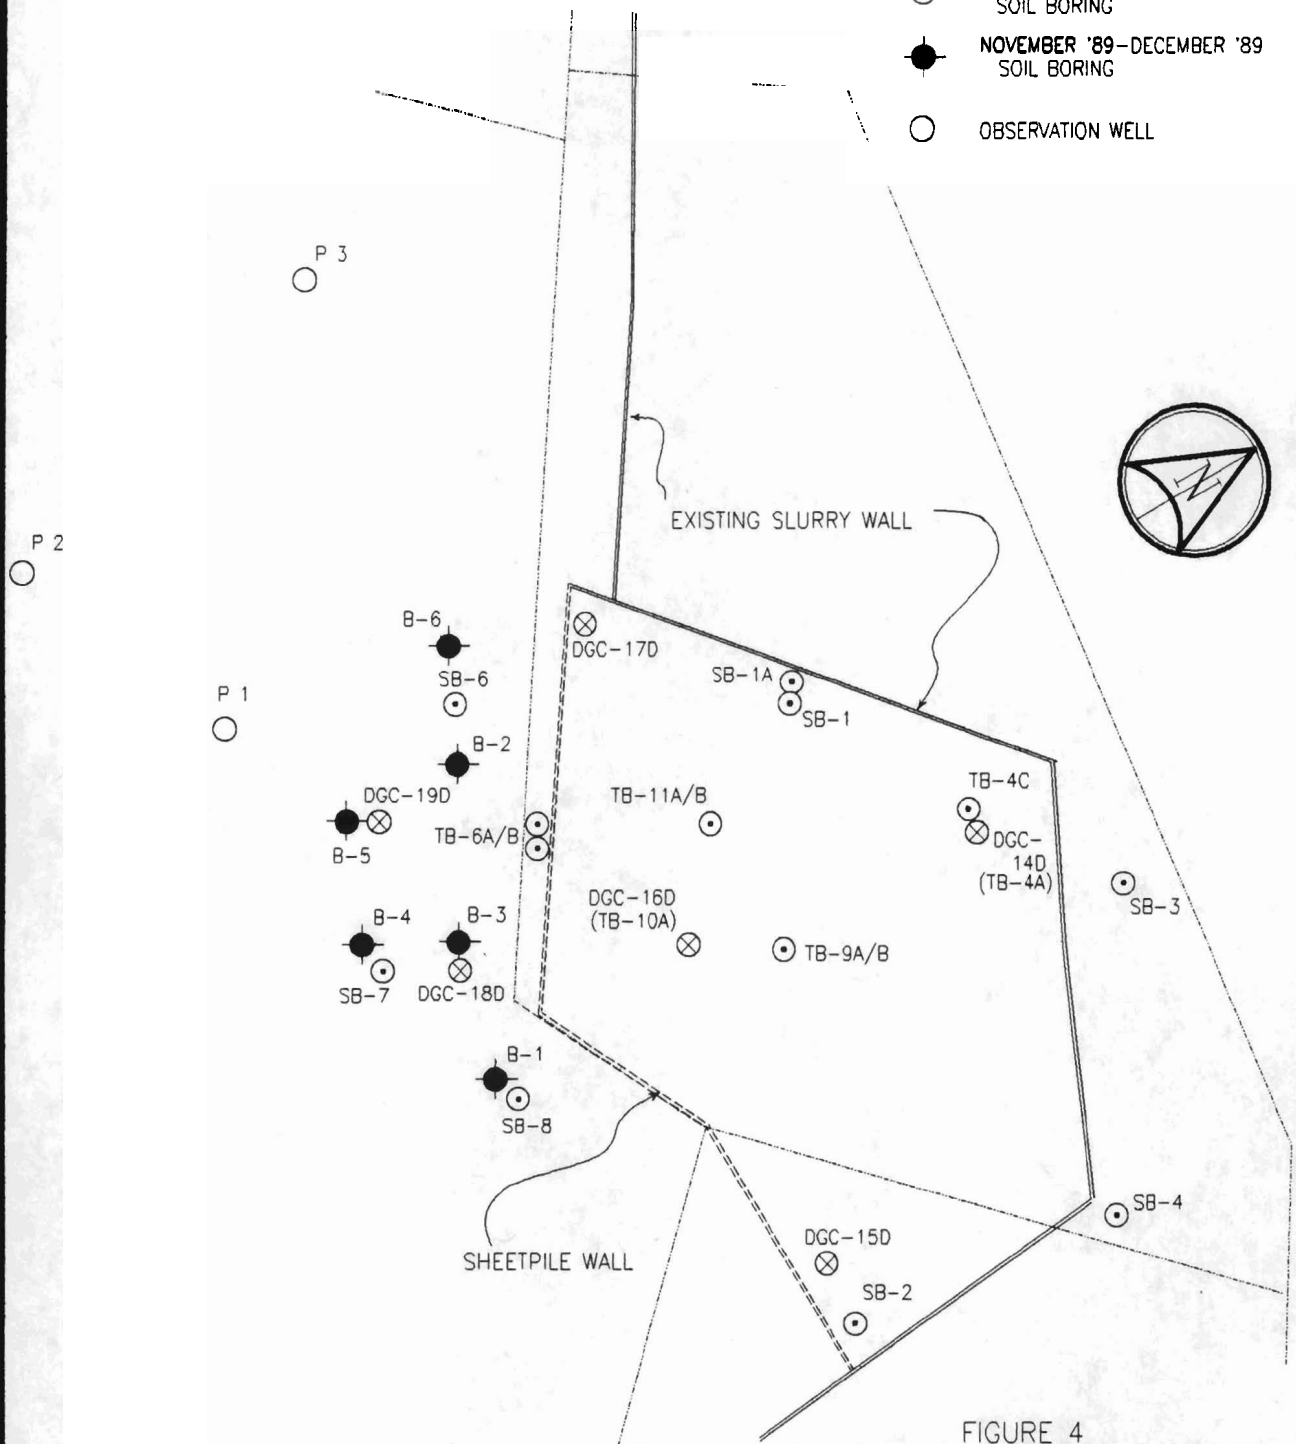 SOIL BORING
NOVEMBER '89-DECEMBER '89
SOIL BORING
OBSERVATION WELL
P 3
N
EXISTING SLURRY WALL
P 2
B-6
DGC-17D
SB-6
SB-1A
P 1
SB-1
B-2
TB-4C
DGC-19D
TB-11A/B
TB-6A/B
DGC-
14D
(TB-4A)
B-5
DGC-16D
(TB-10A)
SB-3
B-4
B-3
TB-9A/B
SB-7
DGC-18D
B-1
SB-8
SB-4
DGC-15D
SHEETPILE WALL
SB-2
FIGURE 4